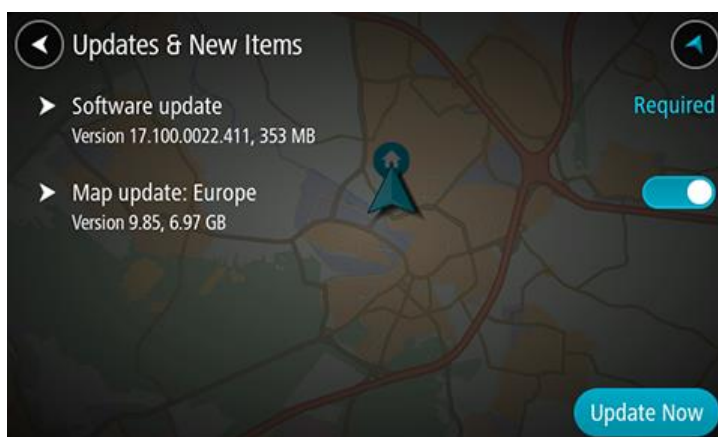 Updates & New Items
Software update
Required
Version 17.100.0022.411, 353 MB
Map update: Europe
Version 9.85, 6.97 GB
Update Now